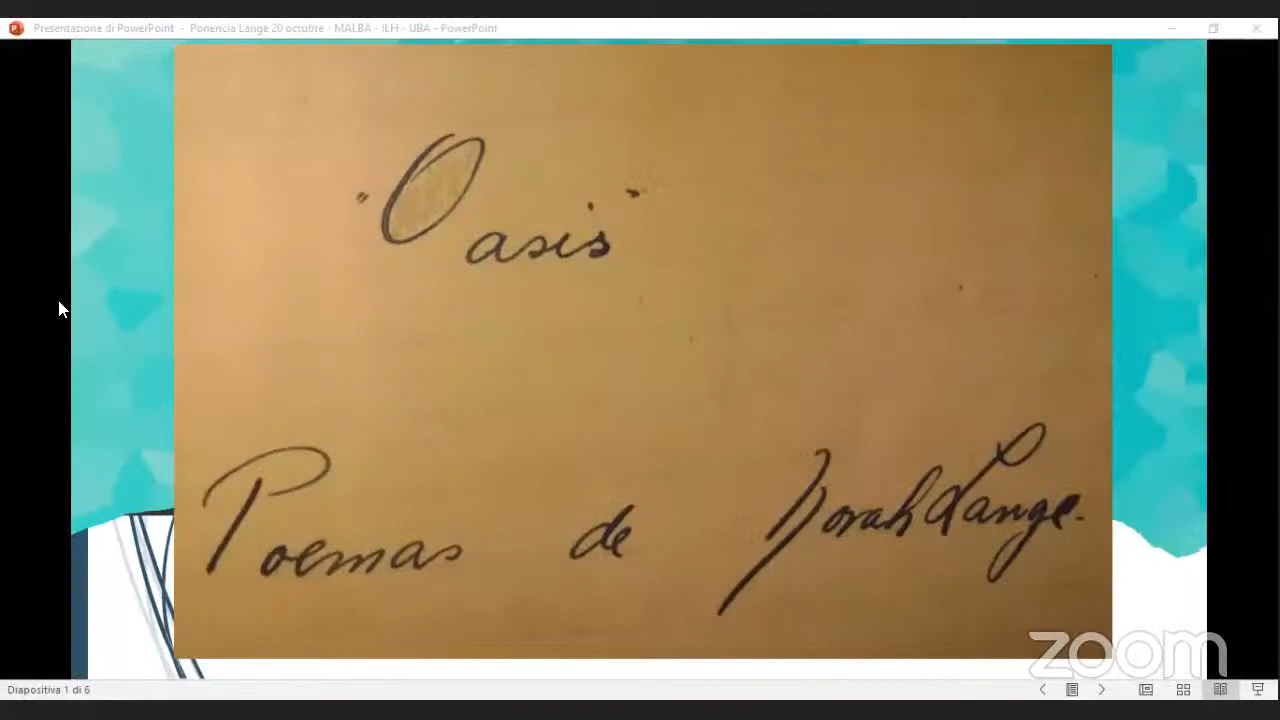 Presentazione di PowerPoint - Ponencia Lange 20 octobre - MALBA - ILH - UBA - PowerPoint
"Oasis"
Poemas de Norah Lange.
zoom
Diapositiva 1 di 6